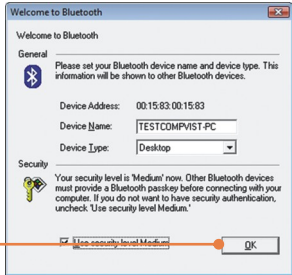 Welcome to Bluetooth
Welcome to Bluetooth
General
Please set your Bluetooth device name and device type. This
information will be shown to other Bluetooth devices.
Device Address: 00:15:83:00:15:83
Device Name: TESTCOMPVIST-PC
Device Type: Desktop
Security
Your security level is 'Medium' now. Other Bluetooth devices
must provide a Bluetooth passkey before connecting with your
computer. If you do not want to have security authentication,
uncheck 'Use security level Medium.'
Use security level Medium
OK